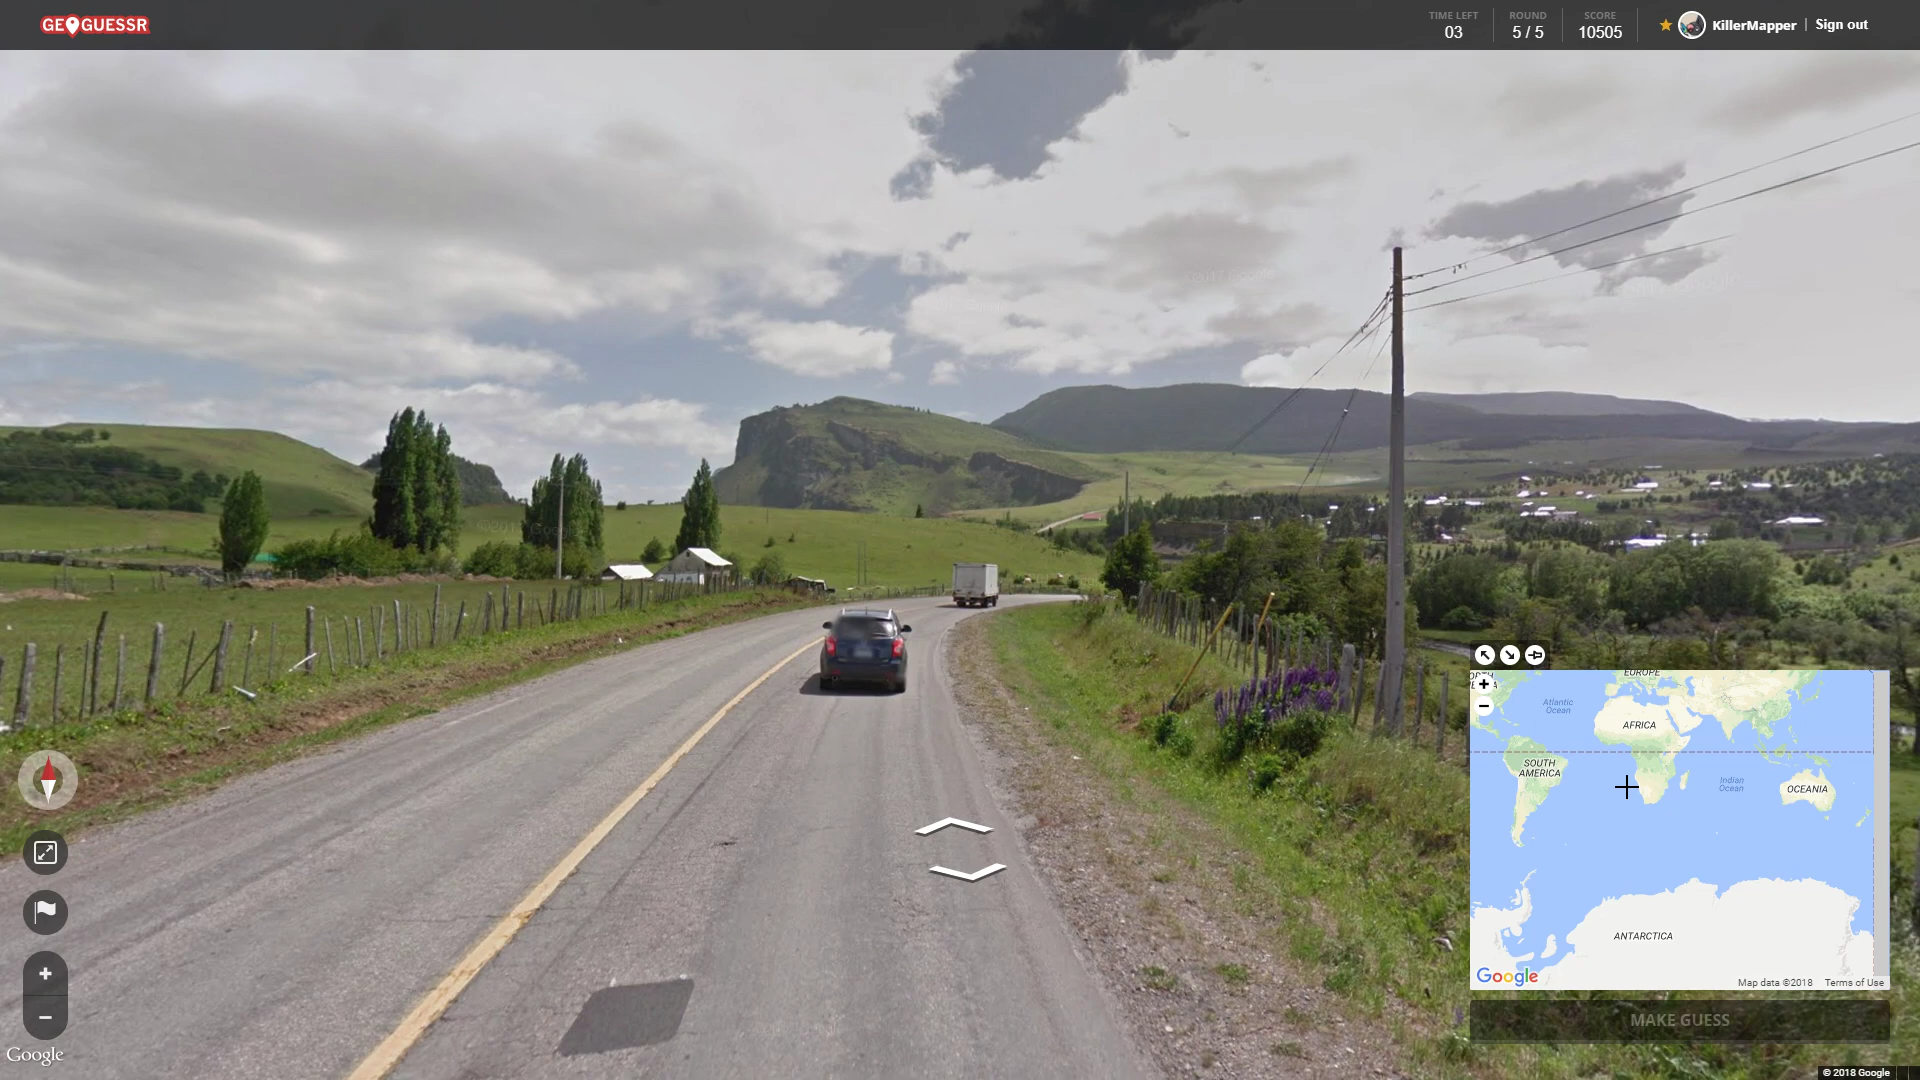 GEOGUESSR
TIME LEFT
03
ROUND
5 / 5
SCORE
10505
KillerMapper
Sign out
EUROPE
Atlantic
Ocean
AFRICA
SOUTH
AMERICA
Indian
Ocean
OCEANIA
ANTARCTICA
Google
Map data ©2018
Terms of Use
MAKE GUESS
Google
© 2018 Google